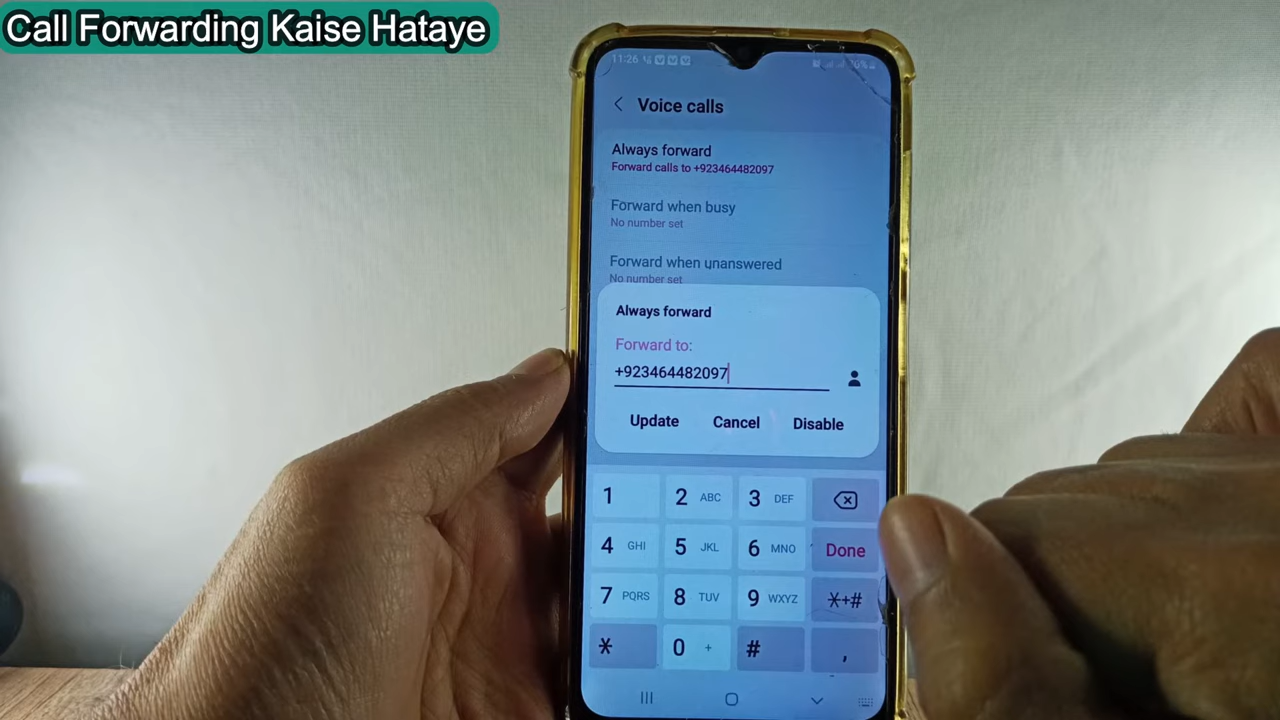 Call Forwarding Kaise Hataye
11:26
Voice calls
Always forward
Forward calls to +923464482097
Forward when busy
No number set
Forward when unanswered
No number set
Always forward
Forward to:
+923464482097
Update Cancel Disable
1 2 ABC 3 DEF
4 GHI 5 JKL 6 MNO Done
7 PQRS 8 TUV 9 WXYZ *+#
* 0 + # ,